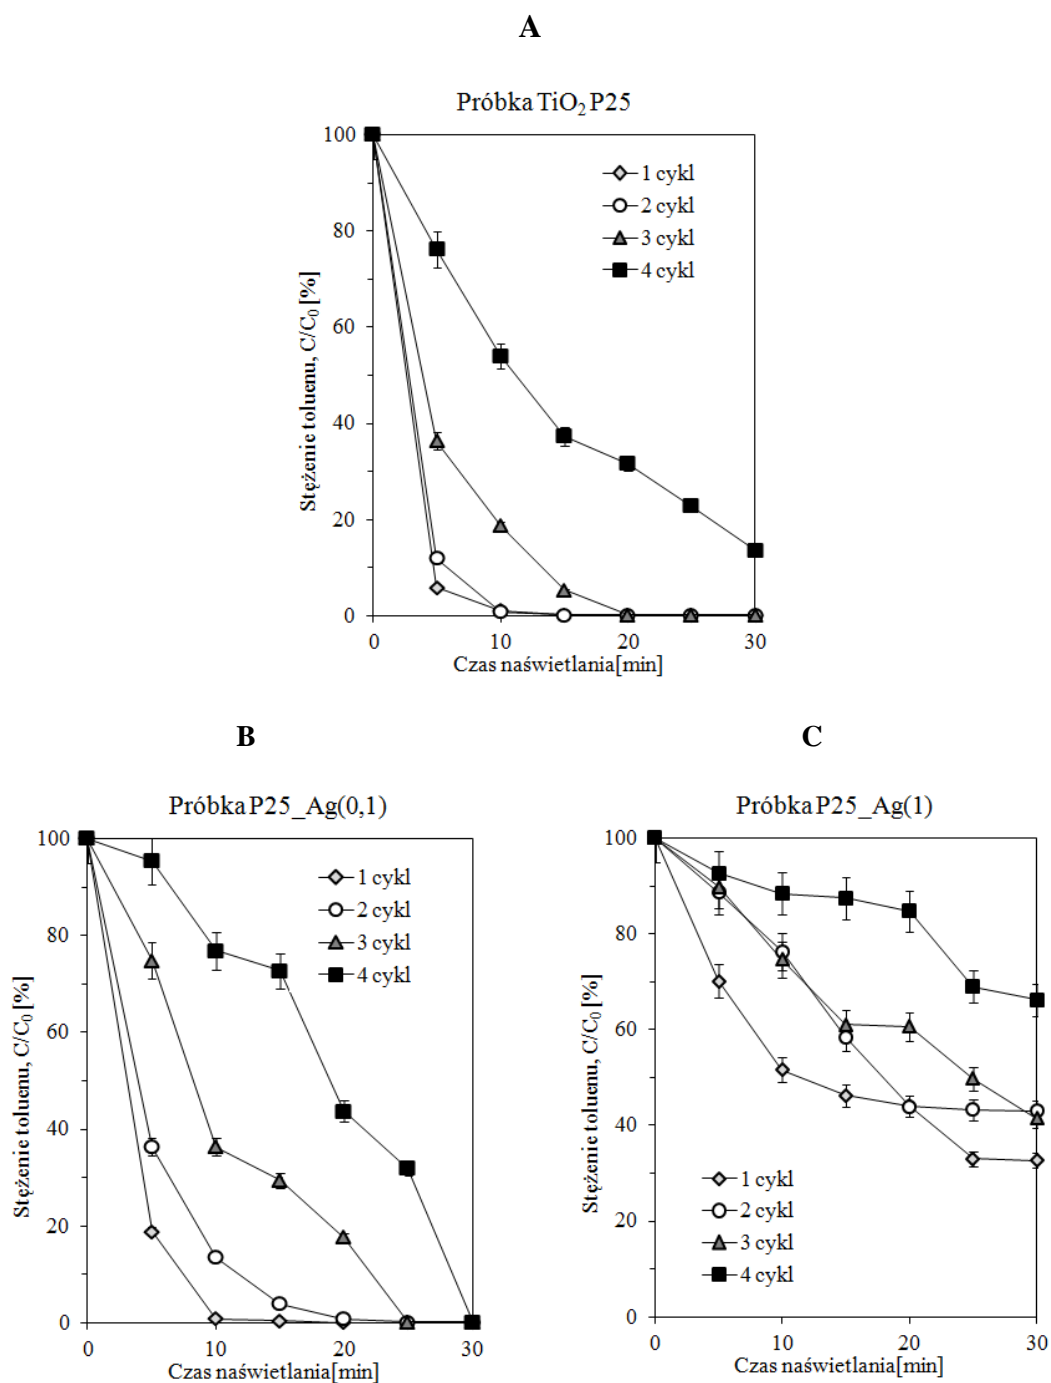 A
Próbka TiO₂ P25
100
80
60
40
20
0
0 10 20 30
Stężenie toluenu, C/C₀ [%]
Czas naświetlania[min]
1 cykl
2 cykl
3 cykl
4 cykl
B
Próbka P25_Ag(0,1)
100
80
60
40
20
0
0 10 20 30
Stężenie toluenu, C/C₀ [%]
Czas naświetlania[min]
1 cykl
2 cykl
3 cykl
4 cykl
C
Próbka P25_Ag(1)
100
80
60
40
20
0
0 10 20 30
Stężenie toluenu, C/C₀ [%]
Czas naświetlania[min]
1 cykl
2 cykl
3 cykl
4 cykl